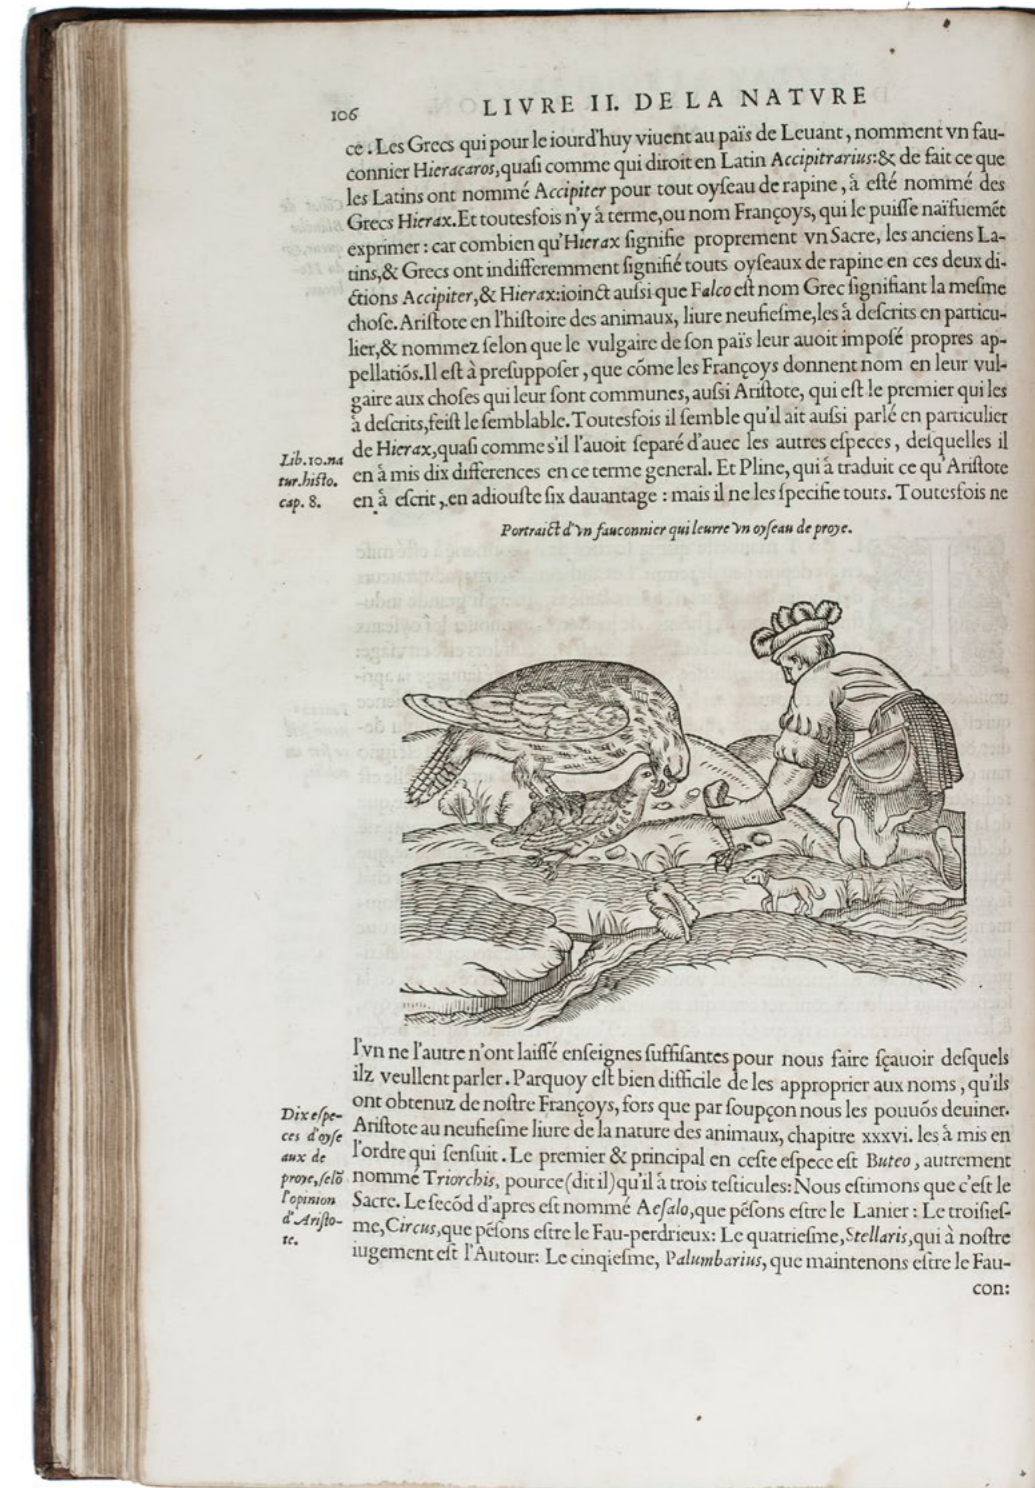 106
LIVRE II. DE LA NATVRE
ce. Les Grecs qui pour le iourd'huy viuent au païs de Leuant, nomment vn fau-
connier Hieracaros, quaſi comme qui diroit en Latin Accipitrarius: & de fait ce que
les Latins ont nommé Accipiter pour tout oyſeau de rapine, à eſté nommé des
Grecs Hierax. Et toutesfois n'y à terme, ou nom Françoys, qui le puiſſe naïfuemēt
exprimer: car combien qu'Hierax ſignifie proprement vn Sacre, les anciens La-
tins, & Grecs ont indifferemment ſignifié touts oyſeaux de rapine en ces deux di-
ctions Accipiter, & Hierax: ioinct auſsi que Falco eſt nom Grec ſignifiant la meſme
choſe. Ariſtote en l'hiſtoire des animaux, liure neufieſme, les à deſcrits en particu-
lier, & nommez ſelon que le vulgaire de ſon païs leur auoit impoſé propres ap-
pellatiōs. Il eſt à preſuppoſer, que cōme les Françoys donnent nom en leur vul-
gaire aux choſes qui leur ſont communes, auſsi Ariſtote, qui eſt le premier qui les
à deſcrits, feiſt le ſemblable. Toutesfois il ſemble qu'il ait auſsi parlé en particulier
de Hierax, quaſi comme s'il l'auoit ſeparé d'auec les autres eſpeces, deſquelles il
en à mis dix differences en ce terme general. Et Pline, qui à traduit ce qu'Ariſtote
en à eſcrit, en adiouſte ſix dauantage: mais il ne les ſpecifie touts. Toutesfois ne
Lib. 10. na
tur. hiſto.
cap. 8.
Portraict d'vn fauconnier qui leurre vn oyſeau de proye.
l'vn ne l'autre n'ont laiſſé enſeignes ſuffiſantes pour nous faire ſçauoir deſquels
ilz veullent parler. Parquoy eſt bien difficile de les approprier aux noms, qu'ils
ont obtenuz de noſtre Françoys, fors que par ſoupçon nous les pouuōs deuiner.
Ariſtote au neufieſme liure de la nature des animaux, chapitre xxxvi. les à mis en
l'ordre qui ſenſuit. Le premier & principal en ceſte eſpece eſt Buteo, autrement
nommé Triorchis, pource (dit il) qu'il à trois teſticules: Nous eſtimons que c'eſt le
Sacre. Le ſecōd d'apres eſt nommé Aeſalo, que pēſons eſtre le Lanier: Le troiſieſ-
me, Circus, que pēſons eſtre le Fau-perdrieux: Le quatrieſme, Stellaris, qui à noſtre
iugement eſt l'Autour: Le cinqieſme, Palumbarius, que maintenons eſtre le Fau-
con:
Dix eſpe-
ces d'oyſe
aux de
proye, ſelō
l'opinion
d'Ariſto-
te.